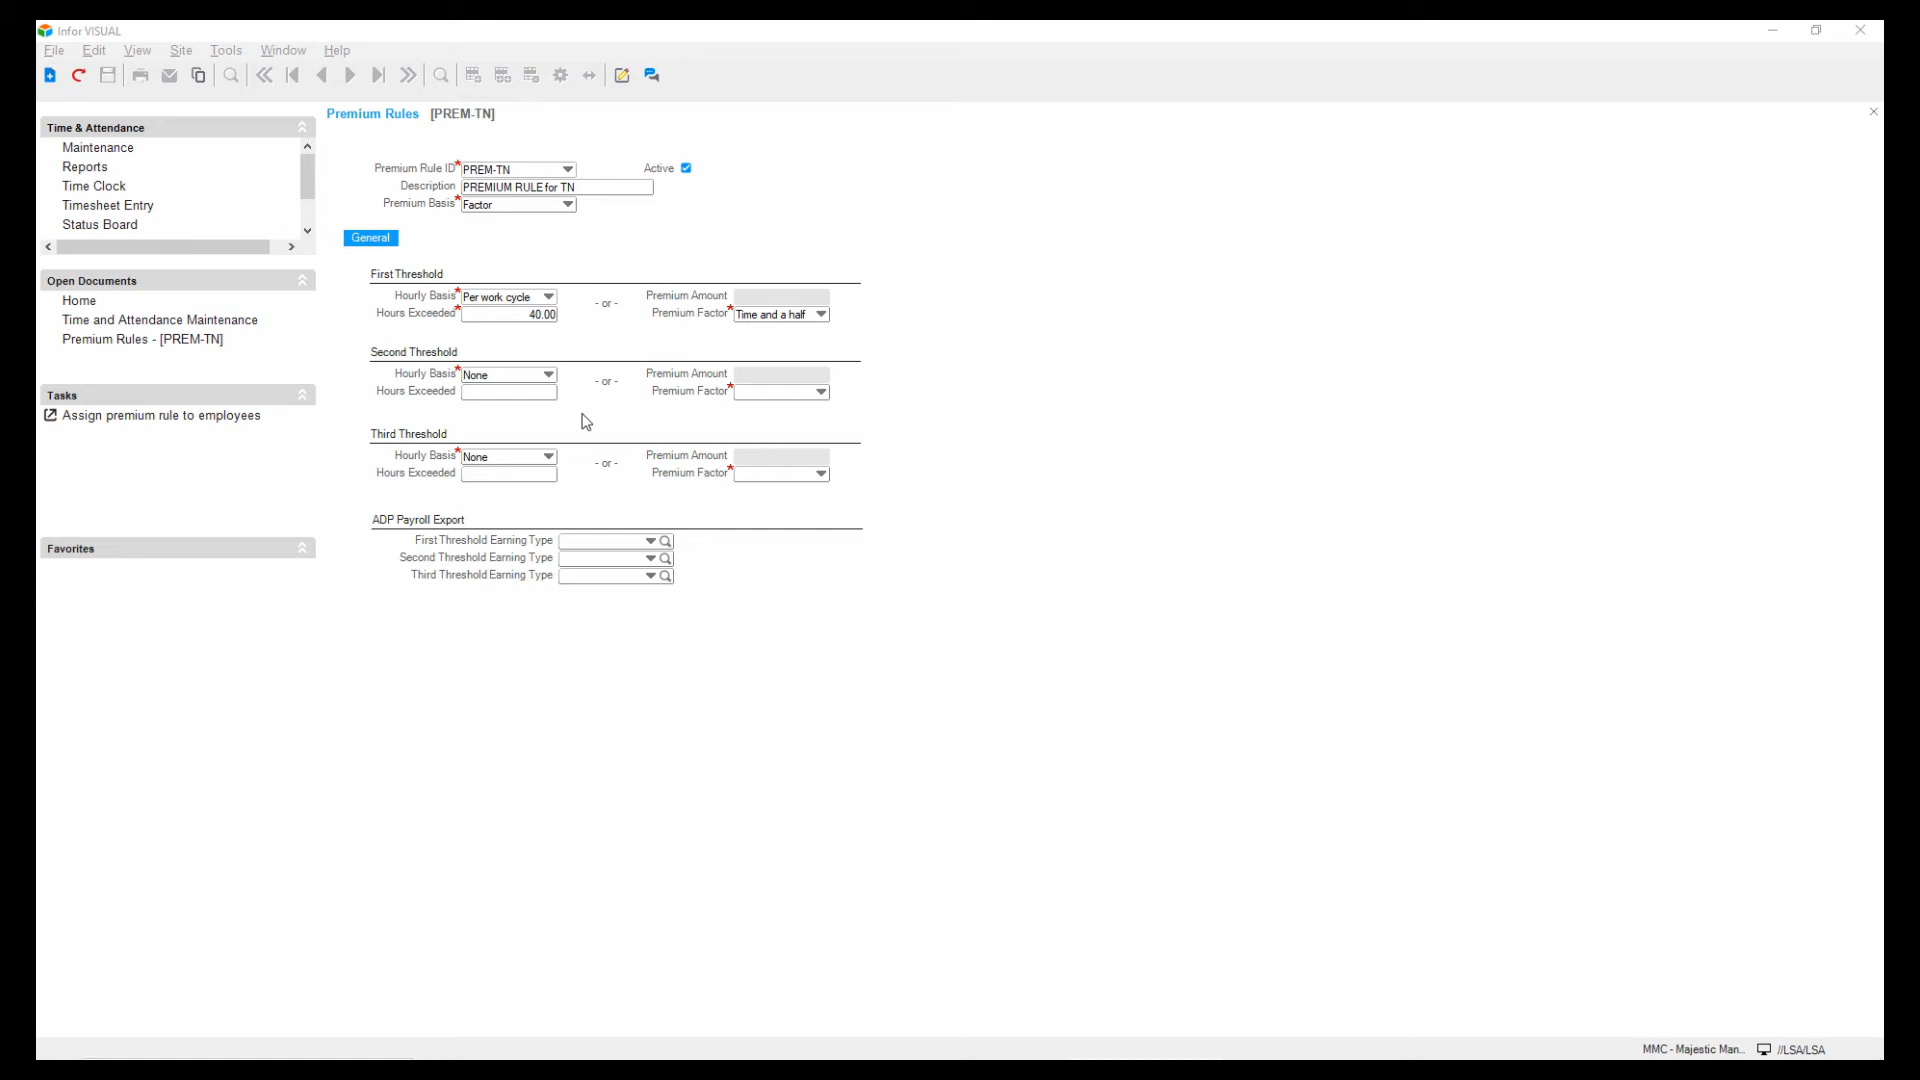 Infor VISUAL
File Edit View Site Tools Window Help
Premium Rules [PREM-TN]
Time & Attendance
Maintenance
Reports
Time Clock
Timesheet Entry
Status Board
Open Documents
Home
Time and Attendance Maintenance
Premium Rules - [PREM-TN]
Tasks
Assign premium rule to employees
Favorites
Premium Rule ID* PREM-TN Active
Description PREMIUM RULE for TN
Premium Basis* Factor
General
First Threshold
Hourly Basis* Per work cycle - or - Premium Amount
Hours Exceeded* 40.00 Premium Factor* Time and a half
Second Threshold
Hourly Basis* None - or - Premium Amount
Hours Exceeded Premium Factor*
Third Threshold
Hourly Basis* None - or - Premium Amount
Hours Exceeded Premium Factor*
ADP Payroll Export
First Threshold Earning Type
Second Threshold Earning Type
Third Threshold Earning Type
MMC - Majestic Man... //LSA/LSA